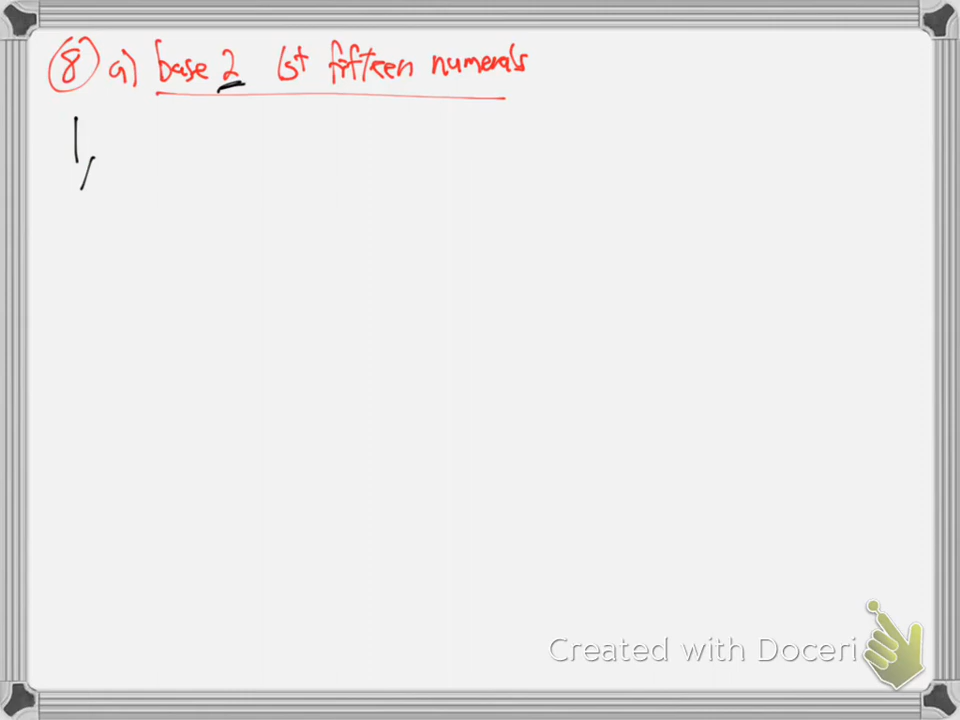 ⑧ a) base 2 1st fifteen numerals
1,
Created with Doceri